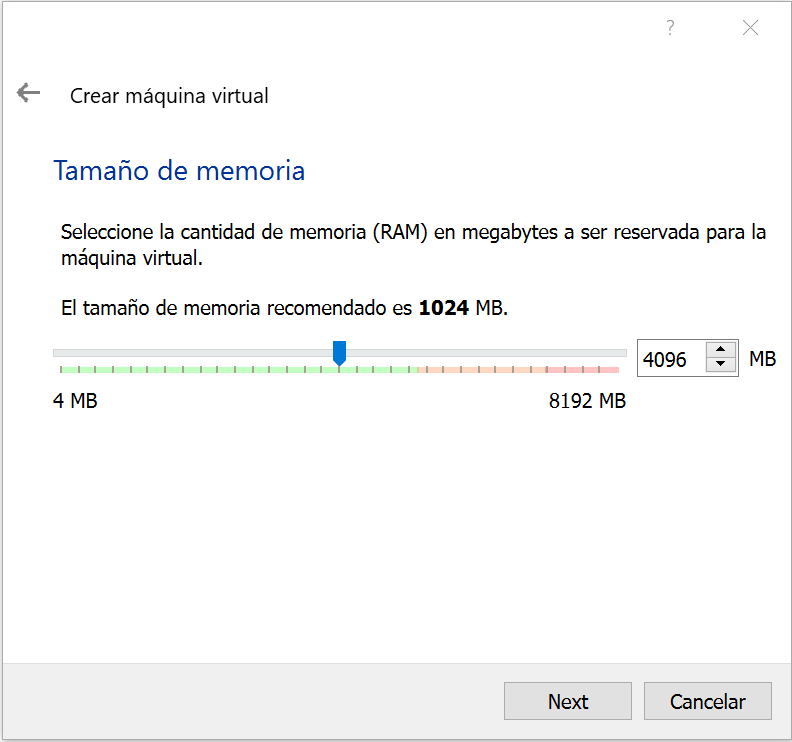 ?
Crear máquina virtual
Tamaño de memoria
Seleccione la cantidad de memoria (RAM) en megabytes a ser reservada para la
máquina virtual.
El tamaño de memoria recomendado es 1024 MB.
4096 MB
4 MB 8192 MB
Next Cancelar